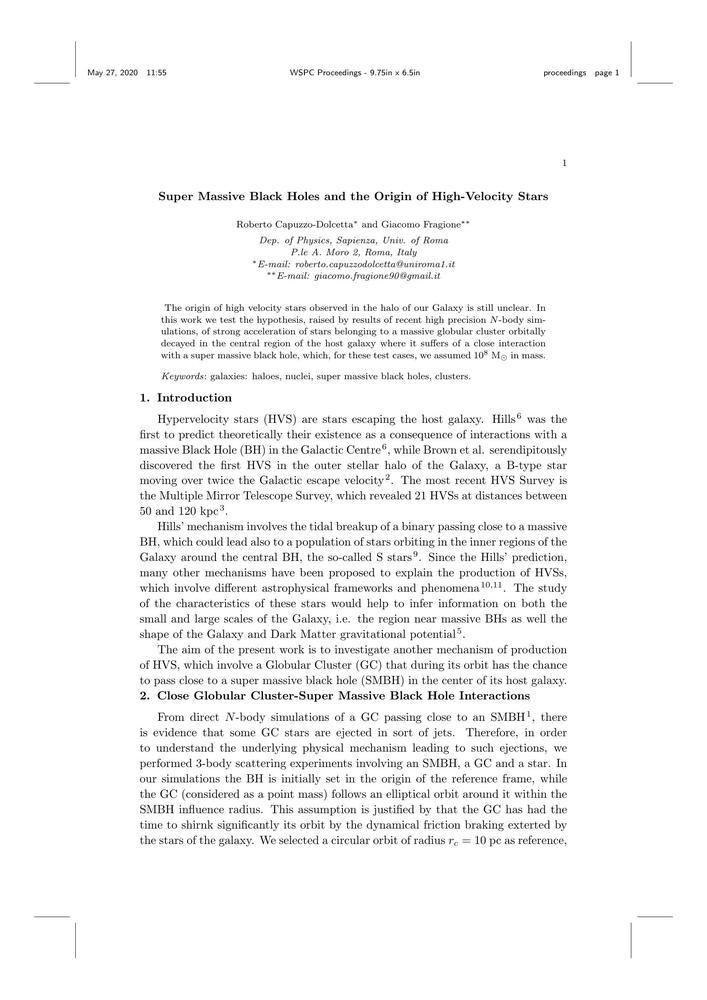 May 27, 2020 11:55
WSPC Proceedings - 9.75in × 6.5in
proceedings page 1
1
Super Massive Black Holes and the Origin of High-Velocity Stars
Roberto Capuzzo-Dolcetta* and Giacomo Fragione**
Dep. of Physics, Sapienza, Univ. of Roma
P.le A. Moro 2, Roma, Italy
*E-mail: roberto.capuzzodolcetta@uniroma1.it
**E-mail: giacomo.fragione90@gmail.it
The origin of high velocity stars observed in the halo of our Galaxy is still unclear. In
this work we test the hypothesis, raised by results of recent high precision N-body sim-
ulations, of strong acceleration of stars belonging to a massive globular cluster orbitally
decayed in the central region of the host galaxy where it suffers of a close interaction
with a super massive black hole, which, for these test cases, we assumed 10⁸ M⊙ in mass.
Keywords: galaxies: haloes, nuclei, super massive black holes, clusters.
1. Introduction
Hypervelocity stars (HVS) are stars escaping the host galaxy. Hills⁶ was the
first to predict theoretically their existence as a consequence of interactions with a
massive Black Hole (BH) in the Galactic Centre⁶, while Brown et al. serendipitously
discovered the first HVS in the outer stellar halo of the Galaxy, a B-type star
moving over twice the Galactic escape velocity². The most recent HVS Survey is
the Multiple Mirror Telescope Survey, which revealed 21 HVSs at distances between
50 and 120 kpc³.
Hills' mechanism involves the tidal breakup of a binary passing close to a massive
BH, which could lead also to a population of stars orbiting in the inner regions of the
Galaxy around the central BH, the so-called S stars⁹. Since the Hills' prediction,
many other mechanisms have been proposed to explain the production of HVSs,
which involve different astrophysical frameworks and phenomena¹⁰,¹¹. The study
of the characteristics of these stars would help to infer information on both the
small and large scales of the Galaxy, i.e. the region near massive BHs as well the
shape of the Galaxy and Dark Matter gravitational potential⁵.
The aim of the present work is to investigate another mechanism of production
of HVS, which involve a Globular Cluster (GC) that during its orbit has the chance
to pass close to a super massive black hole (SMBH) in the center of its host galaxy.
2. Close Globular Cluster-Super Massive Black Hole Interactions
From direct N-body simulations of a GC passing close to an SMBH¹, there
is evidence that some GC stars are ejected in sort of jets. Therefore, in order
to understand the underlying physical mechanism leading to such ejections, we
performed 3-body scattering experiments involving an SMBH, a GC and a star. In
our simulations the BH is initially set in the origin of the reference frame, while
the GC (considered as a point mass) follows an elliptical orbit around it within the
SMBH influence radius. This assumption is justified by that the GC has had the
time to shirnk significantly its orbit by the dynamical friction braking exterted by
the stars of the galaxy. We selected a circular orbit of radius r_c = 10 pc as reference,